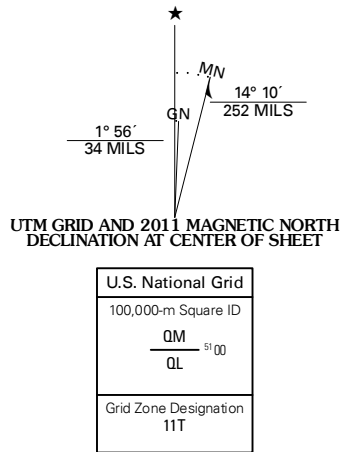 ★
MN
GN
14° 10´
252 MILS
1° 56´
34 MILS
UTM GRID AND 2011 MAGNETIC NORTH
DECLINATION AT CENTER OF SHEET
U.S. National Grid
100,000-m Square ID
QM
5100
QL
Grid Zone Designation
11T